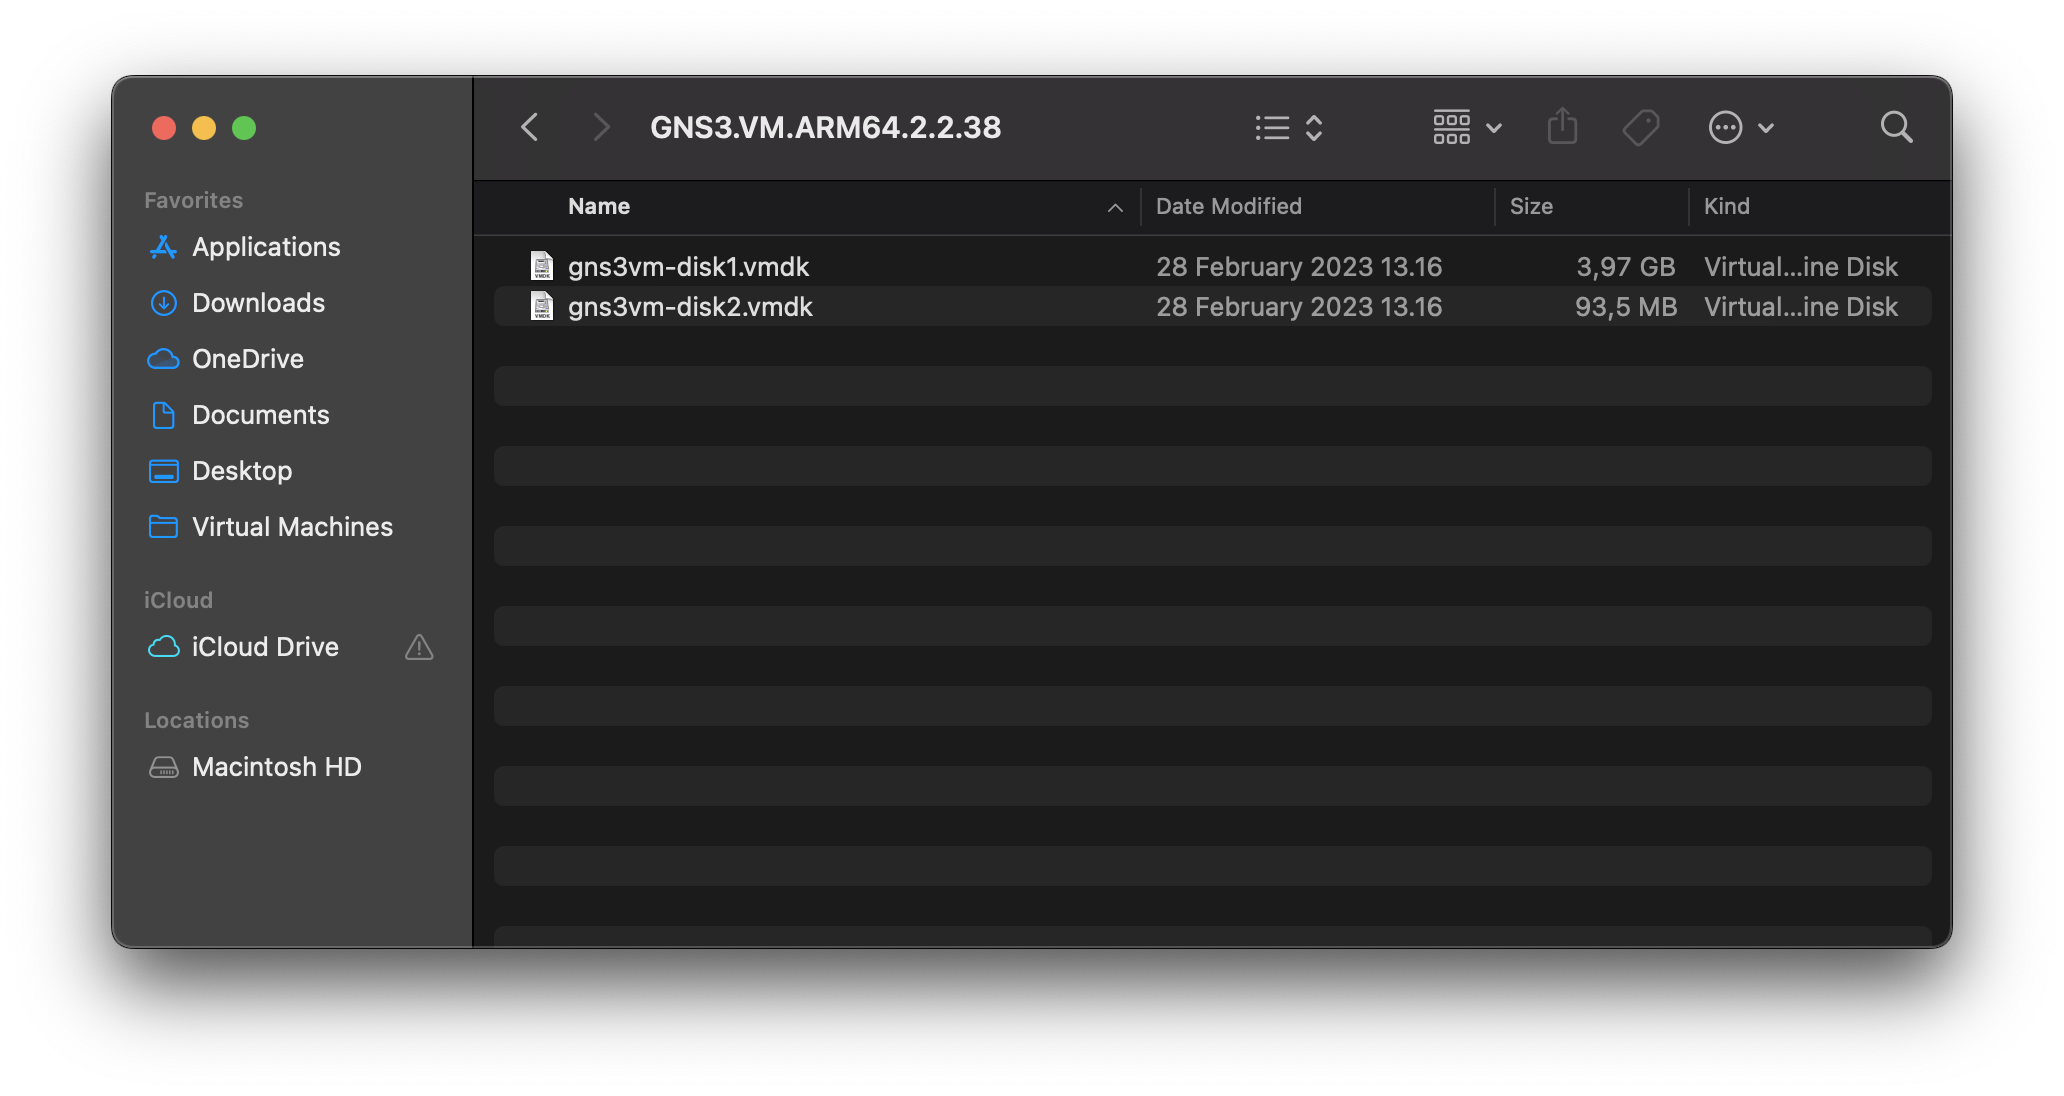 GNS3.VM.ARM64.2.2.38
Favorites
Applications
Downloads
OneDrive
Documents
Desktop
Virtual Machines
iCloud
iCloud Drive
Locations
Macintosh HD
Name Date Modified Size Kind
VMDK gns3vm-disk1.vmdk 28 February 2023 13.16 3,97 GB Virtual...ine Disk
VMDK gns3vm-disk2.vmdk 28 February 2023 13.16 93,5 MB Virtual...ine Disk